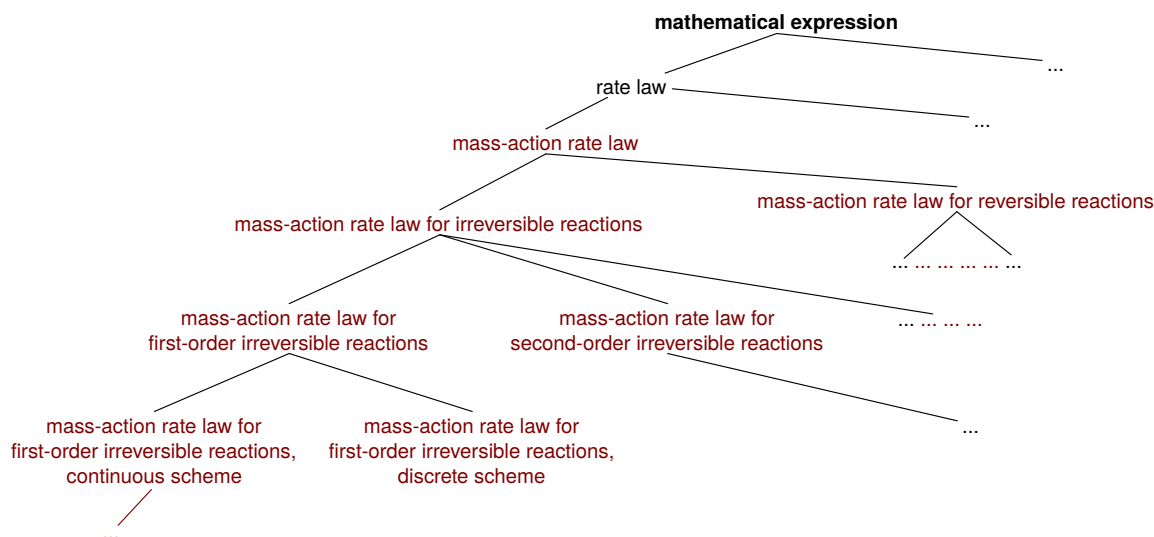 mathematical expression
...
rate law
...
mass-action rate law
mass-action rate law for reversible reactions
mass-action rate law for irreversible reactions
... ... ... ... ... ...
mass-action rate law for
first-order irreversible reactions
mass-action rate law for
second-order irreversible reactions
... ... ... ...
mass-action rate law for
first-order irreversible reactions,
continuous scheme
mass-action rate law for
first-order irreversible reactions,
discrete scheme
...
...